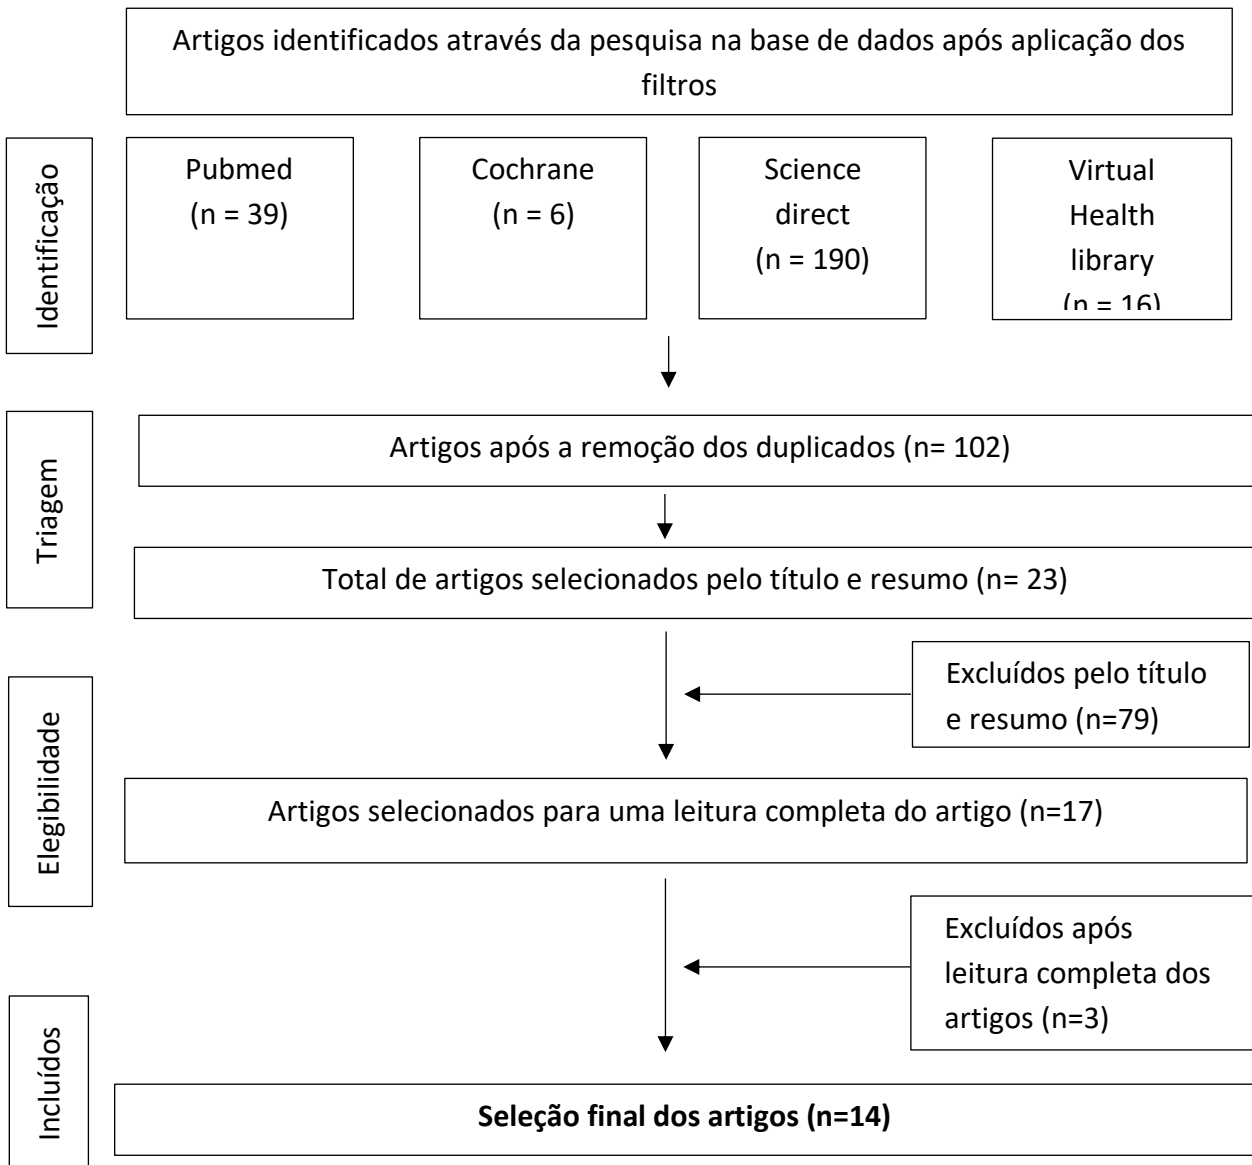 Artigos identificados através da pesquisa na base de dados após aplicação dos
filtros
Identificação
Pubmed
(n = 39)
Cochrane
(n = 6)
Science
direct
(n = 190)
Virtual
Health
library
(n = 16)
Triagem
Artigos após a remoção dos duplicados (n= 102)
Total de artigos selecionados pelo título e resumo (n= 23)
Elegibilidade
Excluídos pelo título
e resumo (n=79)
Artigos selecionados para uma leitura completa do artigo (n=17)
Excluídos após
leitura completa dos
artigos (n=3)
Incluídos
Seleção final dos artigos (n=14)